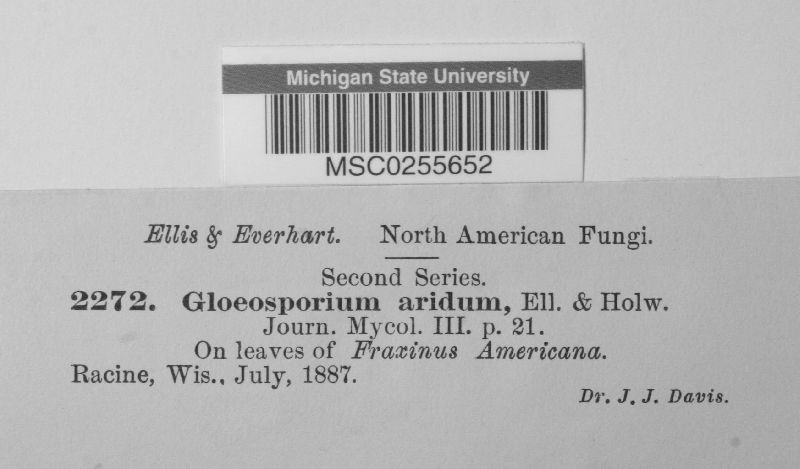 Michigan State University
MSC0255652
Ellis & Everhart. North American Fungi.
Second Series.
2272. Gloeosporium aridum, Ell. & Holw.
Journ. Mycol. III. p. 21.
On leaves of Fraxinus Americana.
Racine, Wis., July, 1887.
Dr. J. J. Davis.